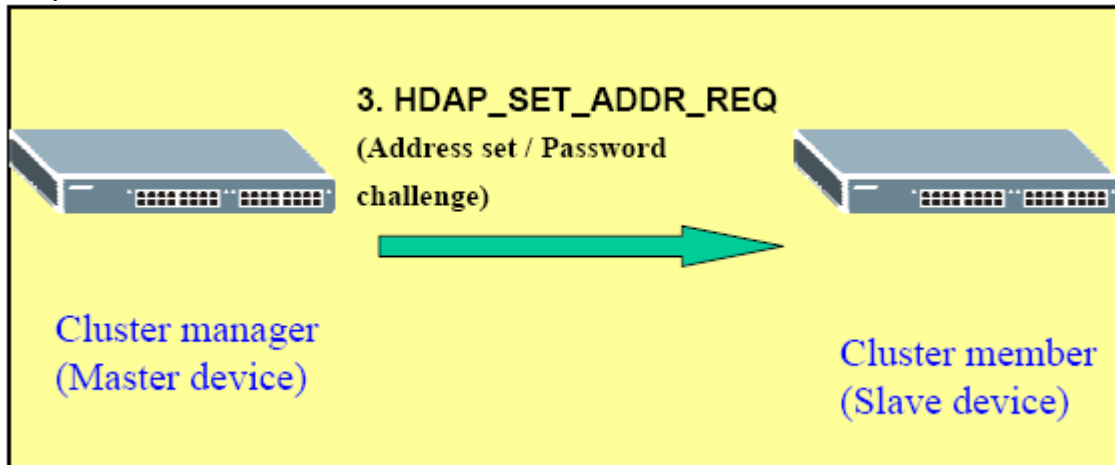 3. HDAP_SET_ADDR_REQ
(Address set / Password
challenge)
Cluster manager
(Master device)
Cluster member
(Slave device)